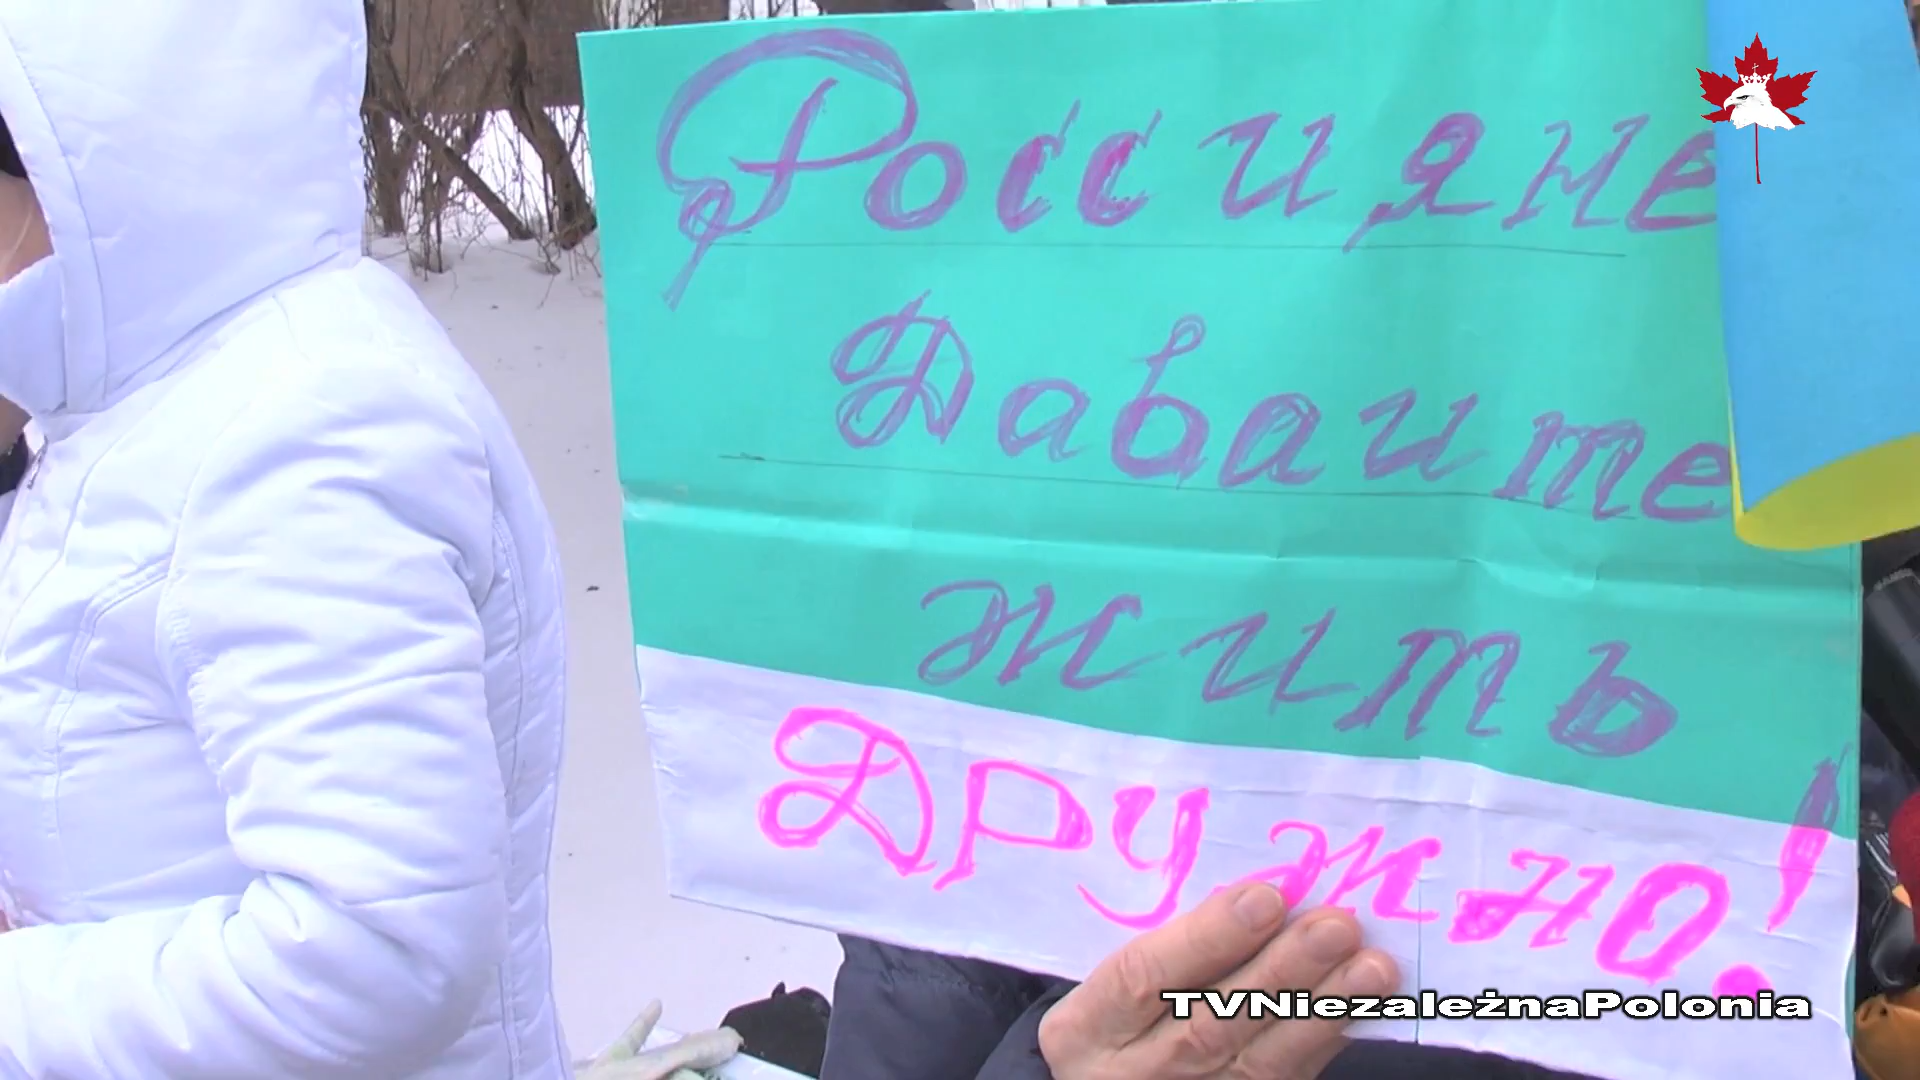 Россияне
Давайте
жить
Дружно!
TVNiezależnaPolonia